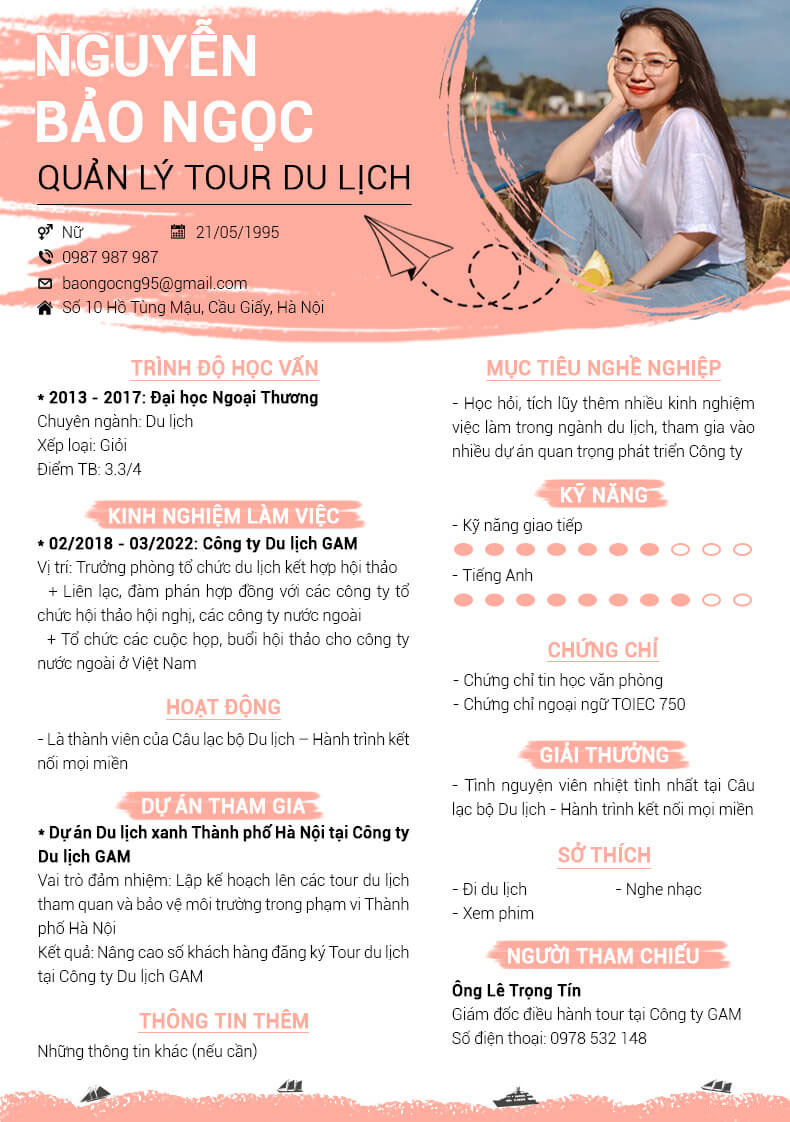 NGUYỄN
BẢO NGỌC
QUẢN LÝ TOUR DU LỊCH
Nữ
21/05/1995
0987 987 987
baongocng95@gmail.com
Số 10 Hồ Tùng Mậu, Cầu Giấy, Hà Nội
TRÌNH ĐỘ HỌC VẤN
* 2013 - 2017: Đại học Ngoại Thương
Chuyên ngành: Du lịch
Xếp loại: Giỏi
Điểm TB: 3.3/4
KINH NGHIỆM LÀM VIỆC
* 02/2018 - 03/2022: Công ty Du lịch GAM
Vị trí: Trưởng phòng tổ chức du lịch kết hợp hội thảo
+ Liên lạc, đàm phán hợp đồng với các công ty tổ
chức hội thảo hội nghị, các công ty nước ngoài
+ Tổ chức các cuộc họp, buổi hội thảo cho công ty
nước ngoài ở Việt Nam
HOẠT ĐỘNG
- Là thành viên của Câu lạc bộ Du lịch – Hành trình kết
nối mọi miền
DỰ ÁN THAM GIA
* Dự án Du lịch xanh Thành phố Hà Nội tại Công ty
Du lịch GAM
Vai trò đảm nhiệm: Lập kế hoạch lên các tour du lịch
tham quan và bảo vệ môi trường trong phạm vi Thành
phố Hà Nội
Kết quả: Nâng cao số khách hàng đăng ký Tour du lịch
tại Công ty Du lịch GAM
THÔNG TIN THÊM
Những thông tin khác (nếu cần)
MỤC TIÊU NGHỀ NGHIỆP
- Học hỏi, tích lũy thêm nhiều kinh nghiệm
việc làm trong ngành du lịch, tham gia vào
nhiều dự án quan trọng phát triển Công ty
KỸ NĂNG
- Kỹ năng giao tiếp
- Tiếng Anh
CHỨNG CHỈ
- Chứng chỉ tin học văn phòng
- Chứng chỉ ngoại ngữ TOIEC 750
GIẢI THƯỞNG
- Tình nguyện viên nhiệt tình nhất tại Câu
lạc bộ Du lịch - Hành trình kết nối mọi miền
SỞ THÍCH
- Đi du lịch
- Nghe nhạc
- Xem phim
NGƯỜI THAM CHIẾU
Ông Lê Trọng Tín
Giám đốc điều hành tour tại Công ty GAM
Số điện thoại: 0978 532 148